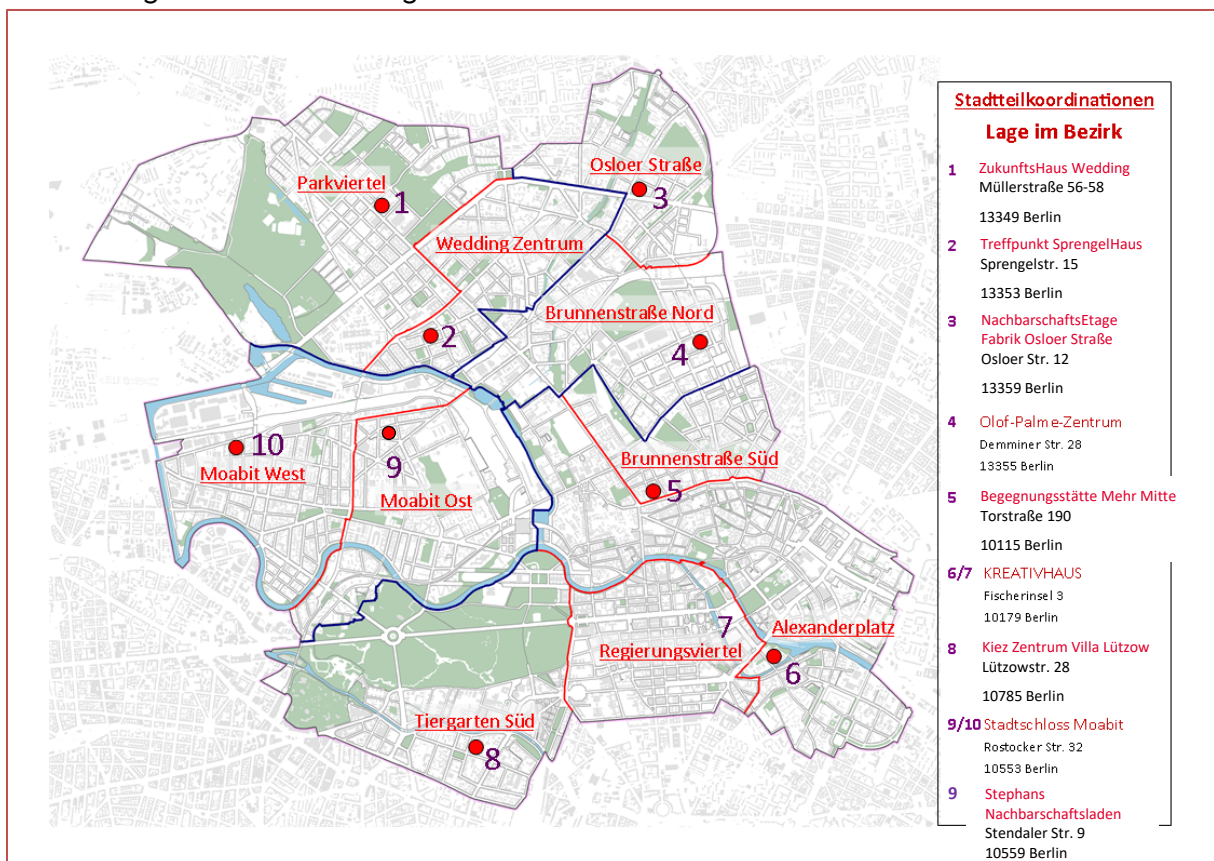 Osloer Straße
3
Parkviertel
1
Wedding Zentrum
Brunnenstraße Nord
2
4
10
Moabit West
9
Moabit Ost
Brunnenstraße Süd
5
7
Alexanderplatz
Regierungsviertel
6
Tiergarten Süd
8
Stadtteilkoordinationen
Lage im Bezirk
1 ZukunftsHaus Wedding
Müllerstraße 56-58
13349 Berlin
2 Treffpunkt SprengelHaus
Sprengelstr. 15
13353 Berlin
3 NachbarschaftsEtage
Fabrik Osloer Straße
Osloer Str. 12
13359 Berlin
4 Olof-Palme-Zentrum
Demminer Str. 28
13355 Berlin
5 Begegnungsstätte Mehr Mitte
Torstraße 190
10115 Berlin
6/7 KREATIVHAUS
Fischerinsel 3
10179 Berlin
8 Kiez Zentrum Villa Lützow
Lützowstr. 28
10785 Berlin
9/10 Stadtschloss Moabit
Rostocker Str. 32
10553 Berlin
9 Stephans
Nachbarschaftsladen
Stendaler Str. 9
10559 Berlin